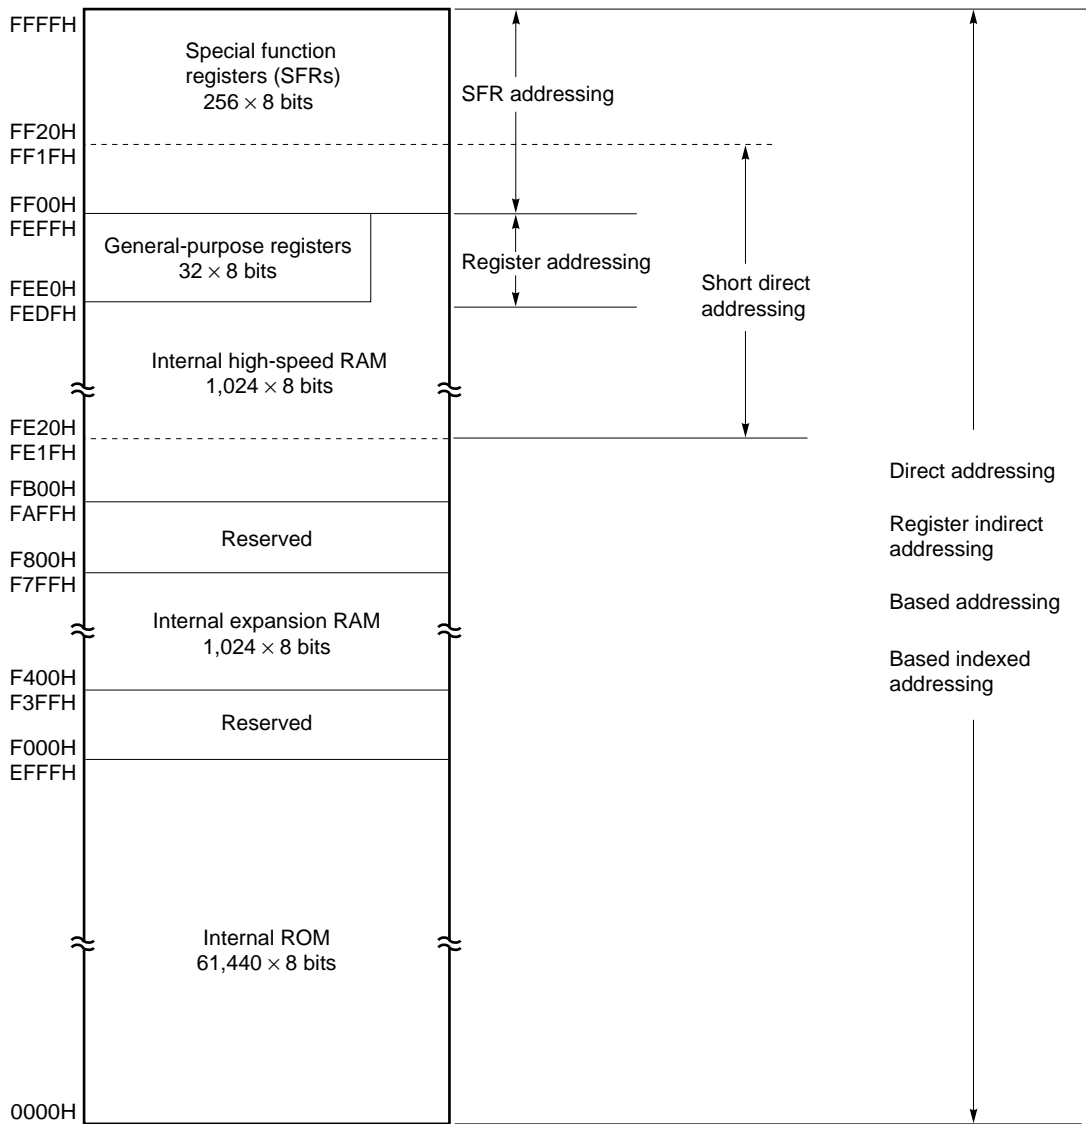 FFFFH
Special function
registers (SFRs)
256 × 8 bits
SFR addressing
FF20H
FF1FH
FF00H
FEFFH
General-purpose registers
32 × 8 bits
Register addressing
Short direct
addressing
FEE0H
FEDFH
Internal high-speed RAM
1,024 × 8 bits
FE20H
FE1FH
FB00H
FAFFH
Reserved
F800H
F7FFH
Internal expansion RAM
1,024 × 8 bits
F400H
F3FFH
Reserved
F000H
EFFFH
Internal ROM
61,440 × 8 bits
0000H
Direct addressing
Register indirect
addressing
Based addressing
Based indexed
addressing